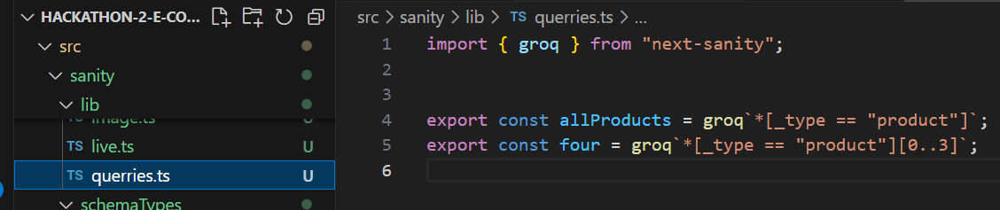 HACKATHON-2-E-CO...
src
sanity
lib
image.ts U
TS live.ts U
TS querries.ts U
schemaTypes
src > sanity > lib > TS querries.ts > ...
1 import { groq } from "next-sanity";
2
3
4 export const allProducts = groq`*[_type == "product"]`;
5 export const four = groq`*[_type == "product"][0..3]`;
6